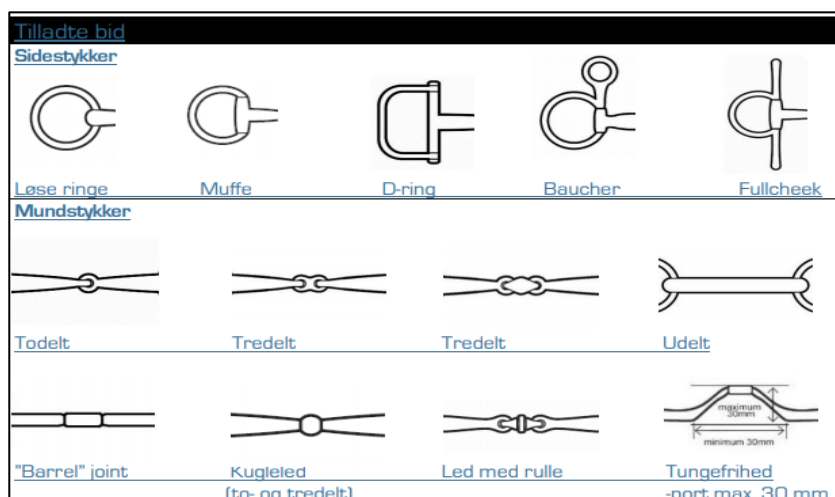 Tilladte bid
Sidestykker
Løse ringe Muffe D-ring Baucher Fullcheek
Mundstykker
Todelt Tredelt Tredelt Udelt
maximum
30mm
minimum 30mm
"Barrel" joint Kugleled Led med rulle Tungefrihed
(to- og tredelt) -port max. 30 mm